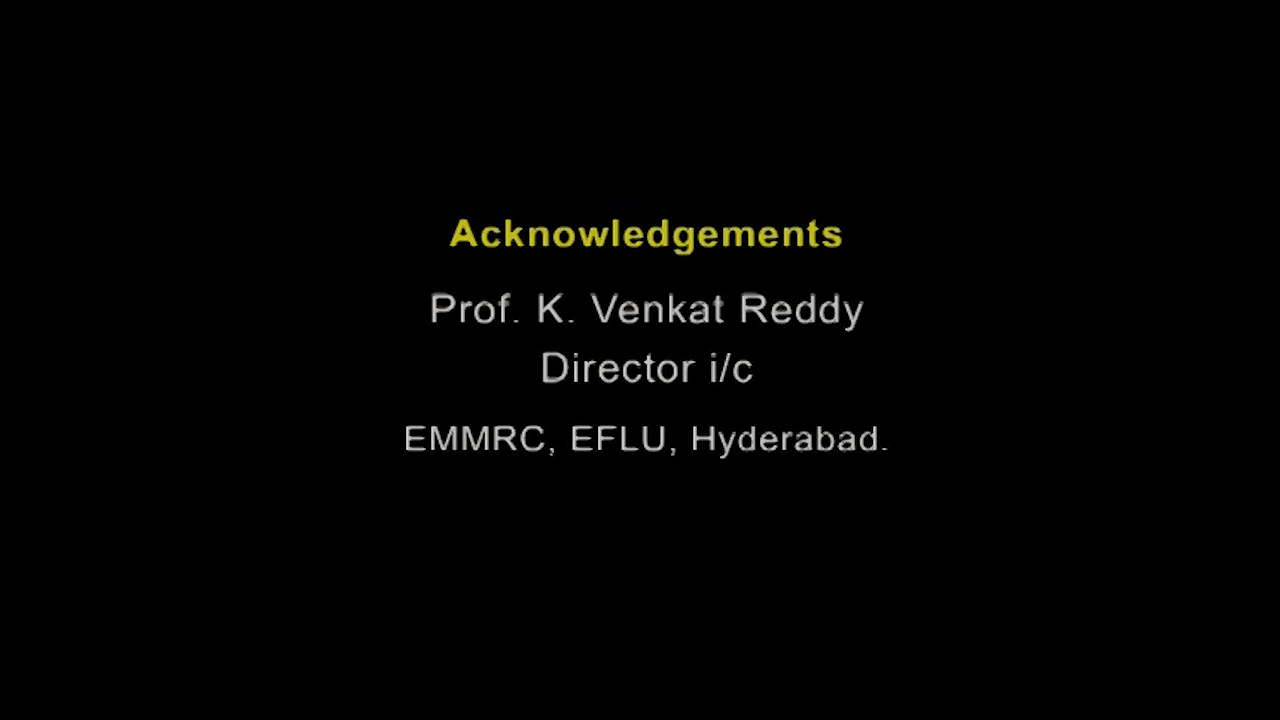 Acknowledgements
Prof. K. Venkat Reddy
Director i/c
EMMRC, EFLU, Hyderabad.